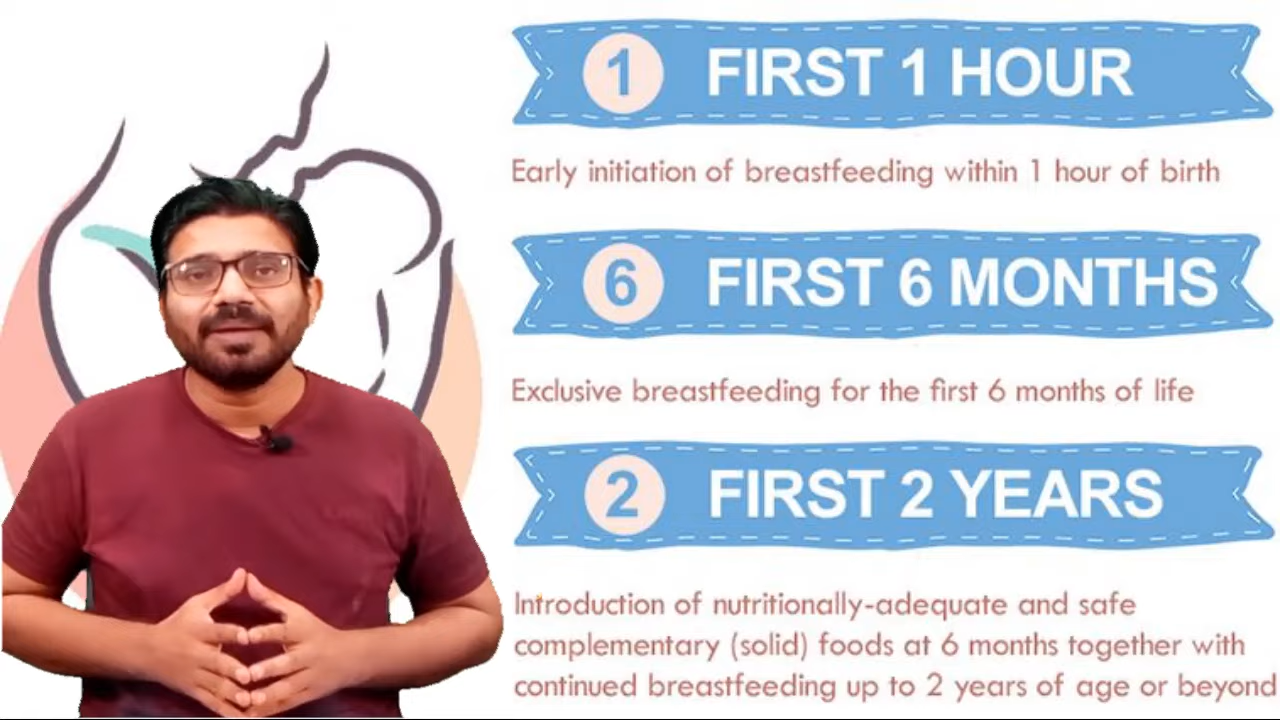 1 FIRST 1 HOUR
Early initiation of breastfeeding within 1 hour of birth
6 FIRST 6 MONTHS
Exclusive breastfeeding for the first 6 months of life
2 FIRST 2 YEARS
Introduction of nutritionally-adequate and safe
complementary (solid) foods at 6 months together with
continued breastfeeding up to 2 years of age or beyond